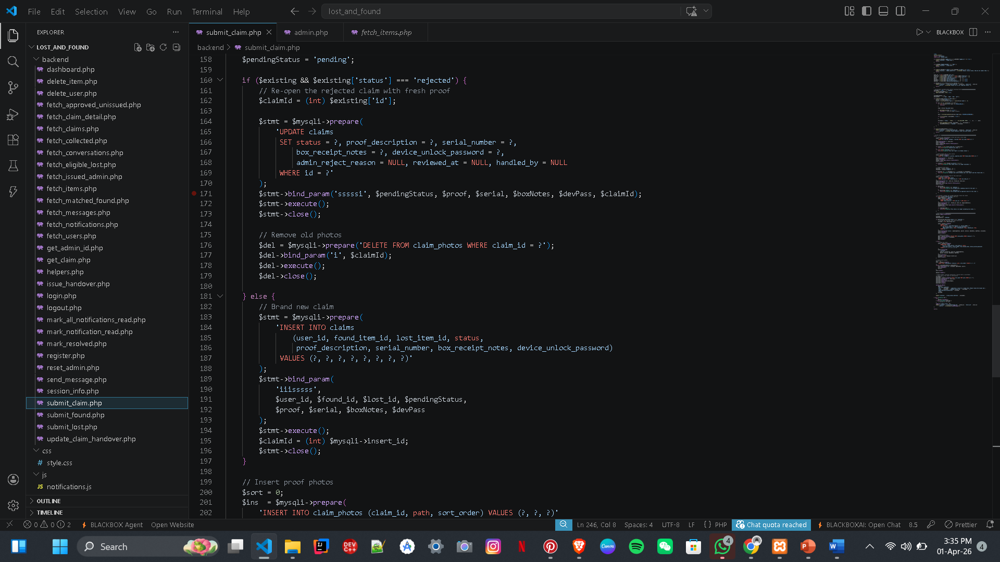 File Edit Selection View Go Run Terminal Help
lost_and_found
EXPLORER
LOST_AND_FOUND
backend
dashboard.php
delete_item.php
delete_user.php
fetch_approved_unissued.php
fetch_claim_detail.php
fetch_claims.php
fetch_collected.php
fetch_conversations.php
fetch_eligible_lost.php
fetch_issued_admin.php
fetch_items.php
fetch_matched_found.php
fetch_messages.php
fetch_notifications.php
fetch_users.php
get_admin_id.php
get_claim.php
helpers.php
issue_handover.php
login.php
logout.php
mark_all_notifications_read.php
mark_notification_read.php
mark_resolved.php
register.php
reset_admin.php
send_message.php
session_info.php
submit_claim.php
submit_found.php
submit_lost.php
update_claim_handover.php
css
# style.css
js
JS notifications.js
OUTLINE
TIMELINE
submit_claim.php admin.php fetch_items.php
BLACKBOX
backend > submit_claim.php
158 $pendingStatus = 'pending';
159
160 if ($existing && $existing['status'] === 'rejected') {
161 // Re-open the rejected claim with fresh proof
162 $claimId = (int) $existing['id'];
163
164 $stmt = $mysqli->prepare(
165 'UPDATE claims
166 SET status = ?, proof_description = ?, serial_number = ?,
167 box_receipt_notes = ?, device_unlock_password = ?,
168 admin_reject_reason = NULL, reviewed_at = NULL, handled_by = NULL
169 WHERE id = ?'
170 );
171 $stmt->bind_param('sssssi', $pendingStatus, $proof, $serial, $boxNotes, $devPass, $claimId);
172 $stmt->execute();
173 $stmt->close();
174
175 // Remove old photos
176 $del = $mysqli->prepare('DELETE FROM claim_photos WHERE claim_id = ?');
177 $del->bind_param('i', $claimId);
178 $del->execute();
179 $del->close();
180
181 } else {
182 // Brand new claim
183 $stmt = $mysqli->prepare(
184 'INSERT INTO claims
185 (user_id, found_item_id, lost_item_id, status,
186 proof_description, serial_number, box_receipt_notes, device_unlock_password)
187 VALUES (?, ?, ?, ?, ?, ?, ?, ?)'
188 );
189 $stmt->bind_param(
190 'iiisssss',
191 $user_id, $found_id, $lost_id, $pendingStatus,
192 $proof, $serial, $boxNotes, $devPass
193 );
194 $stmt->execute();
195 $claimId = (int) $mysqli->insert_id;
196 $stmt->close();
197 }
198
199 // Insert proof photos
200 $sort = 0;
201 $ins = $mysqli->prepare(
202 'INSERT INTO claim_photos (claim_id, path, sort_order) VALUES (?, ?, ?)'
0 0 2 BLACKBOX Agent Open Website Ln 246, Col 8 Spaces: 4 UTF-8 LF { } PHP Chat quota reached BLACKBOXAI: Open Chat 8.5 Prettier
Search
DEV C++
Canva
4
3:35 PM
01-Apr-26
4